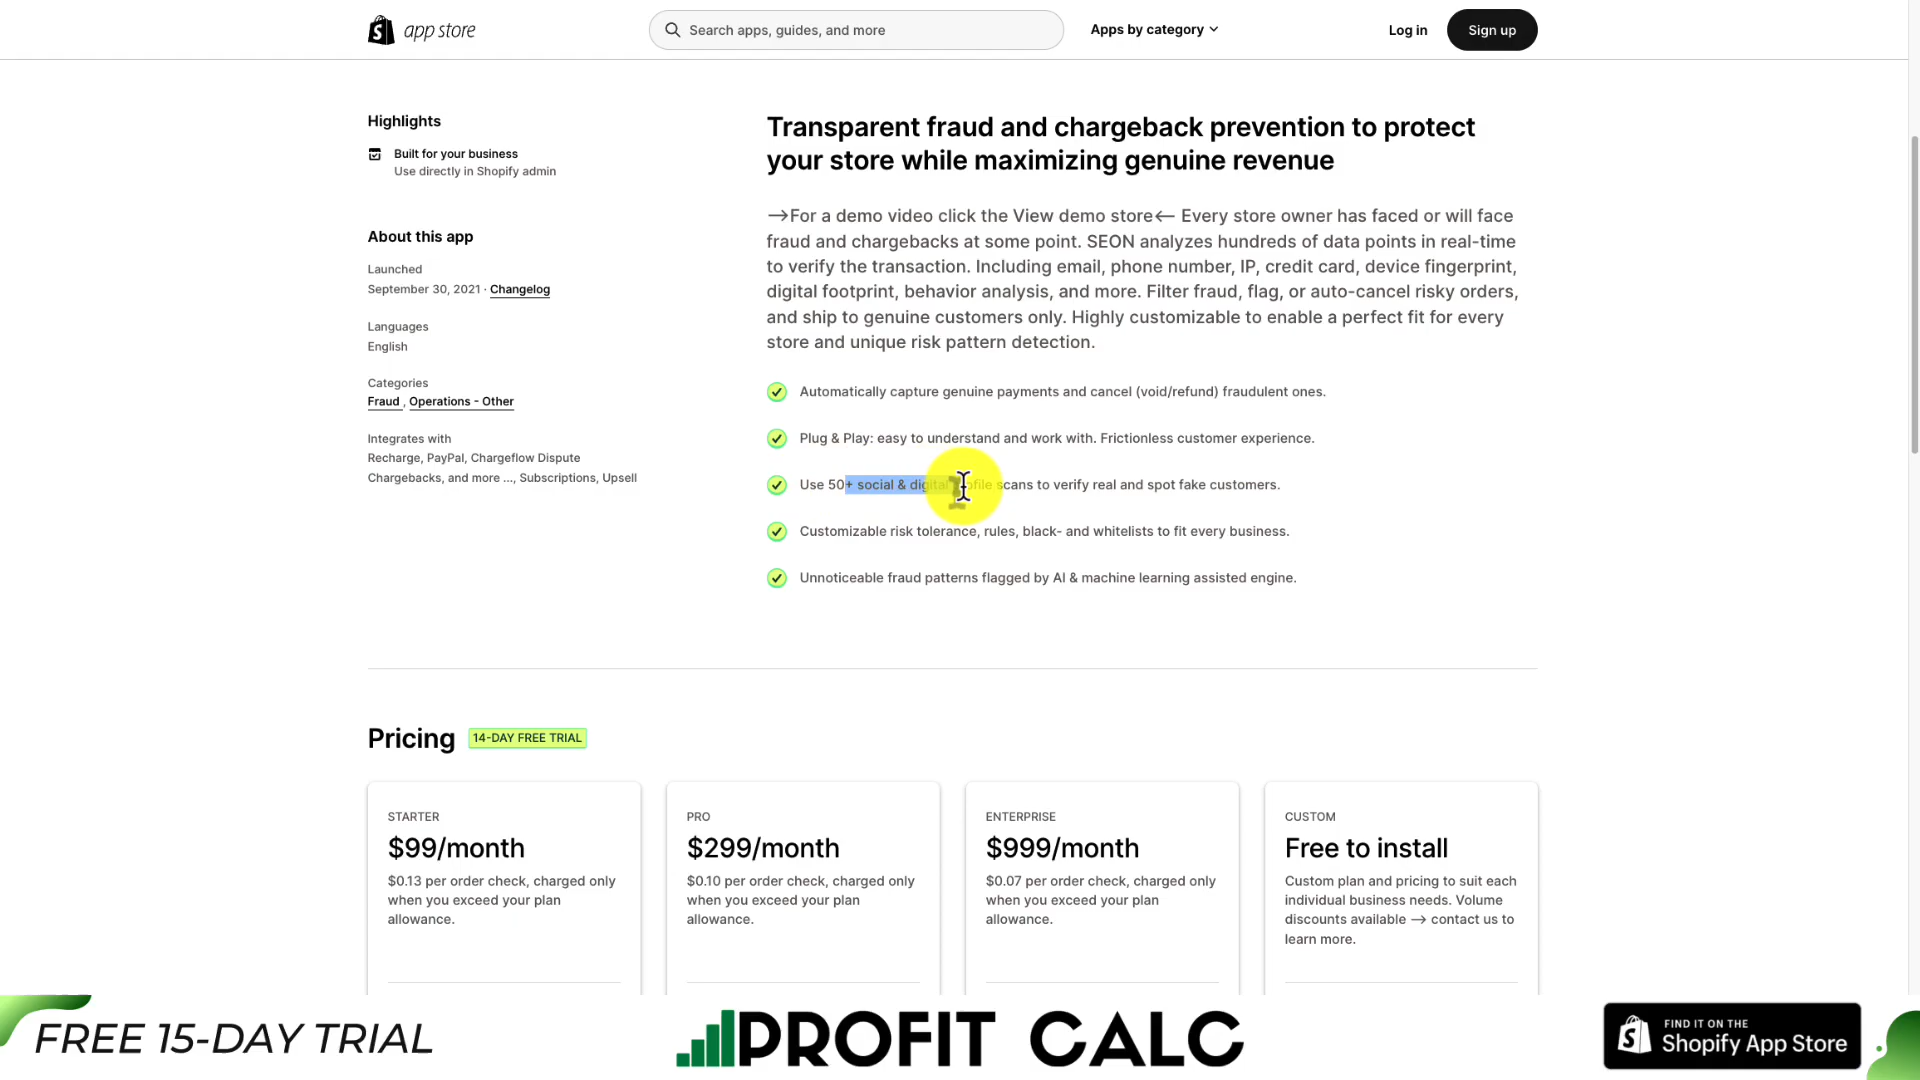 app store
Search apps, guides, and more
Apps by category
Log in
Sign up
Highlights
Built for your business
Use directly in Shopify admin
About this app
Launched
September 30, 2021 · Changelog
Languages
English
Categories
Fraud , Operations - Other
Integrates with
Recharge, PayPal, Chargeflow Dispute
Chargebacks, and more ..., Subscriptions, Upsell
Transparent fraud and chargeback prevention to protect
your store while maximizing genuine revenue
—>For a demo video click the View demo store<— Every store owner has faced or will face
fraud and chargebacks at some point. SEON analyzes hundreds of data points in real-time
to verify the transaction. Including email, phone number, IP, credit card, device fingerprint,
digital footprint, behavior analysis, and more. Filter fraud, flag, or auto-cancel risky orders,
and ship to genuine customers only. Highly customizable to enable a perfect fit for every
store and unique risk pattern detection.
Automatically capture genuine payments and cancel (void/refund) fraudulent ones.
Plug & Play: easy to understand and work with. Frictionless customer experience.
Use 50+ social & digital profile scans to verify real and spot fake customers.
Customizable risk tolerance, rules, black- and whitelists to fit every business.
Unnoticeable fraud patterns flagged by AI & machine learning assisted engine.
Pricing
14-DAY FREE TRIAL
STARTER
$99/month
$0.13 per order check, charged only
when you exceed your plan
allowance.
PRO
$299/month
$0.10 per order check, charged only
when you exceed your plan
allowance.
ENTERPRISE
$999/month
$0.07 per order check, charged only
when you exceed your plan
allowance.
CUSTOM
Free to install
Custom plan and pricing to suit each
individual business needs. Volume
discounts available —> contact us to
learn more.
FREE 15-DAY TRIAL
PROFIT CALC
FIND IT ON THE
Shopify App Store